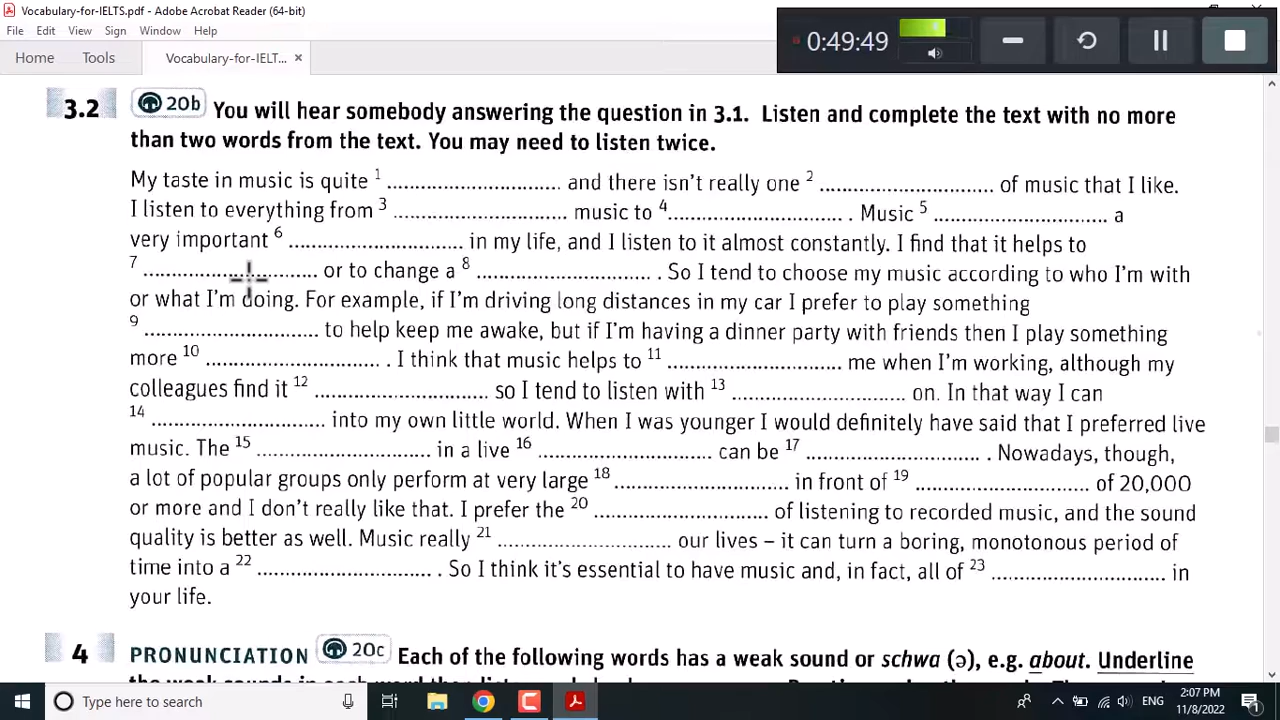 Vocabulary-for-IELTS.pdf - Adobe Acrobat Reader (64-bit)
File Edit View Sign Window Help
0:49:49
Home Tools Vocabulary-for-IELT... ×
3.2 20b You will hear somebody answering the question in 3.1. Listen and complete the text with no more
than two words from the text. You may need to listen twice.
My taste in music is quite 1 ................................ and there isn't really one 2 ................................ of music that I like.
I listen to everything from 3 ................................ music to 4 ................................ . Music 5 ................................ a
very important 6 ................................ in my life, and I listen to it almost constantly. I find that it helps to
7 ................................ or to change a 8 ................................ . So I tend to choose my music according to who I'm with
or what I'm doing. For example, if I'm driving long distances in my car I prefer to play something
9 ................................ to help keep me awake, but if I'm having a dinner party with friends then I play something
more 10 ................................ . I think that music helps to 11 ................................ me when I'm working, although my
colleagues find it 12 ................................ so I tend to listen with 13 ................................ on. In that way I can
14 ................................ into my own little world. When I was younger I would definitely have said that I preferred live
music. The 15 ................................ in a live 16 ................................ can be 17 ................................ . Nowadays, though,
a lot of popular groups only perform at very large 18 ................................ in front of 19 ................................ of 20,000
or more and I don't really like that. I prefer the 20 ................................ of listening to recorded music, and the sound
quality is better as well. Music really 21 ................................ our lives – it can turn a boring, monotonous period of
time into a 22 ................................ . So I think it's essential to have music and, in fact, all of 23 ................................ in
your life.
4 PRONUNCIATION 20c Each of the following words has a weak sound or schwa (ə), e.g. about. Underline
Type here to search
ENG
2:07 PM
11/8/2022